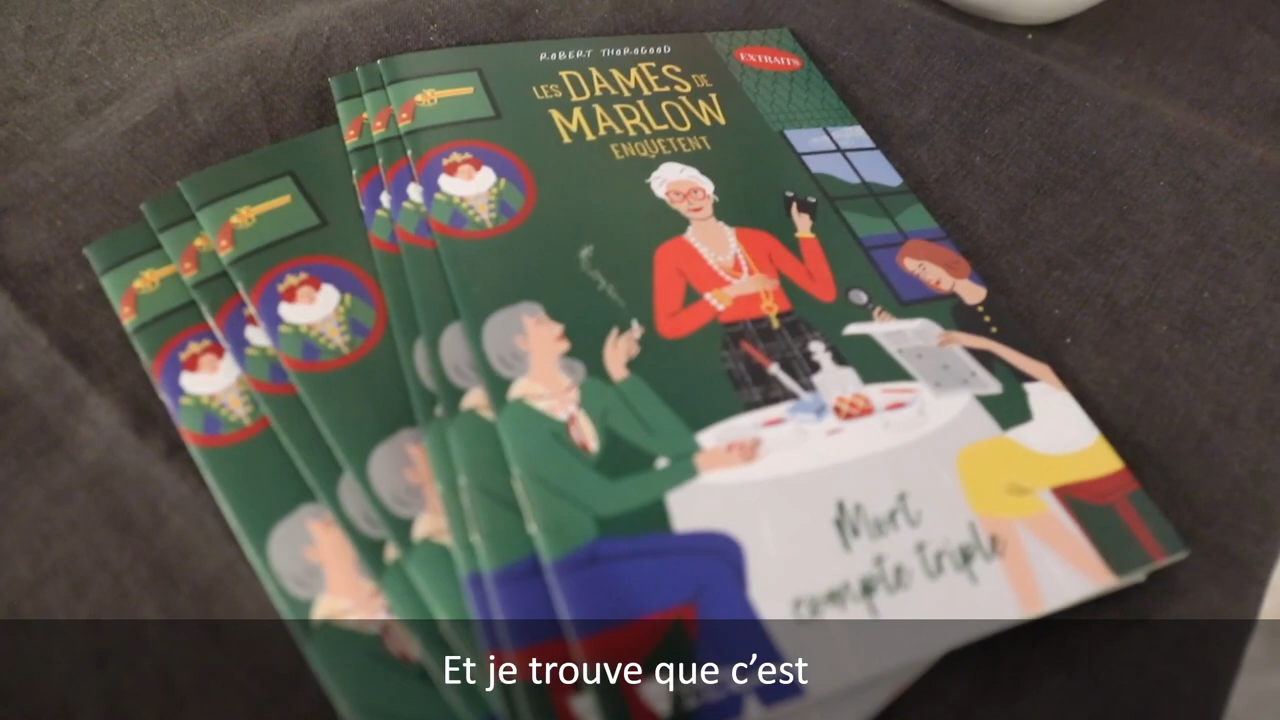 ROBERT THOROGOOD
EXTRAITS
LES DAMES DE
MARLOW
ENQUÊTENT
Mort
compte triple
Et je trouve que c’est